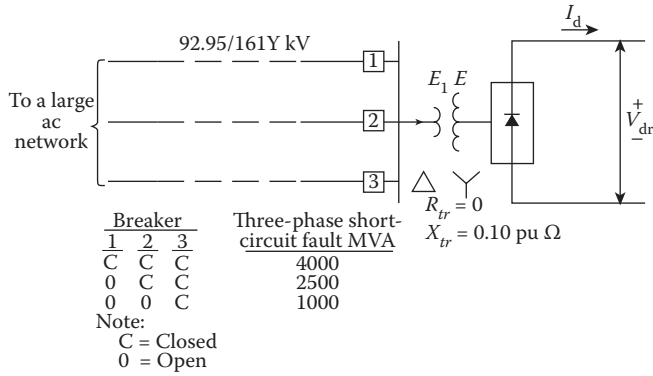 92.95/161Y kV
I_d
1
To a large
ac
network
E_1 E
2
+
V_dr
−
3
R_tr = 0
X_tr = 0.10 pu Ω
Breaker Three-phase short-
1 2 3 circuit fault MVA
C C C 4000
0 C C 2500
0 0 C 1000
Note:
C = Closed
0 = Open